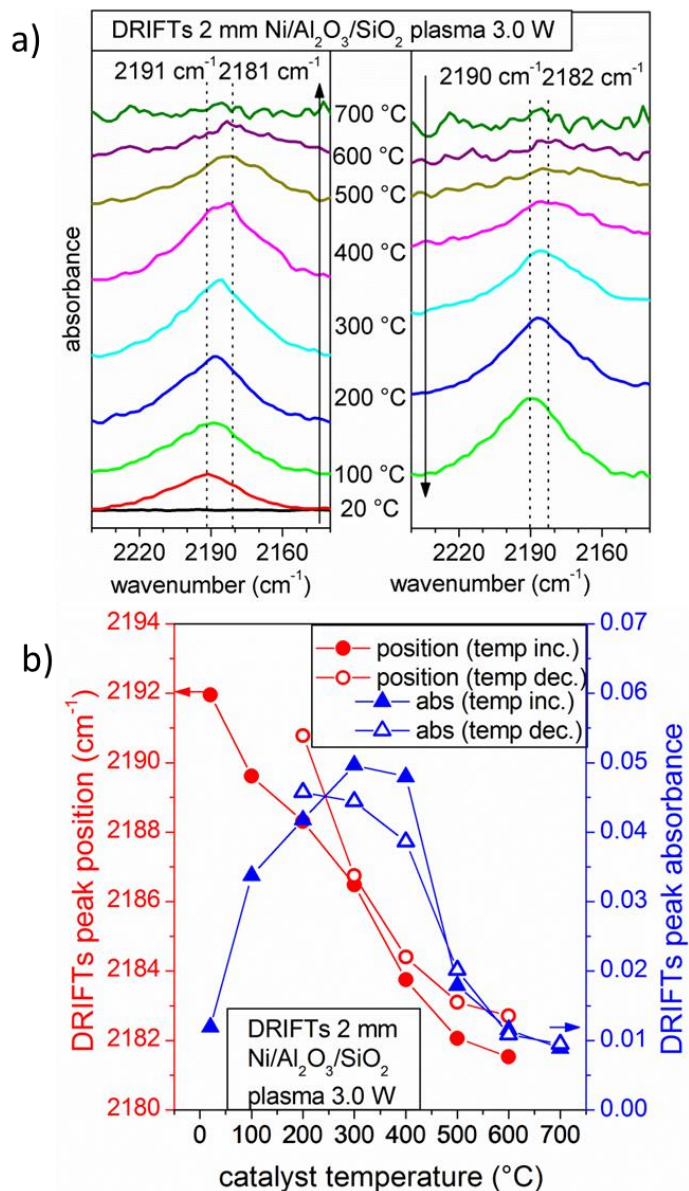 a)
DRIFTs 2 mm Ni/Al₂O₃/SiO₂ plasma 3.0 W
2191 cm⁻¹ 2181 cm⁻¹ 2190 cm⁻¹ 2182 cm⁻¹
700 °C
600 °C
500 °C
400 °C
300 °C
200 °C
100 °C
20 °C
absorbance
2220 2190 2160 2220 2190 2160
wavenumber (cm⁻¹) wavenumber (cm⁻¹)
b)
position (temp inc.)
position (temp dec.)
abs (temp inc.)
abs (temp dec.)
2194
2192
2190
2188
2186
2184
2182
2180
DRIFTs peak position (cm⁻¹)
0.07
0.06
0.05
0.04
0.03
0.02
0.01
0.00
DRIFTs peak absorbance
DRIFTs 2 mm
Ni/Al₂O₃/SiO₂
plasma 3.0 W
0 100 200 300 400 500 600 700
catalyst temperature (°C)